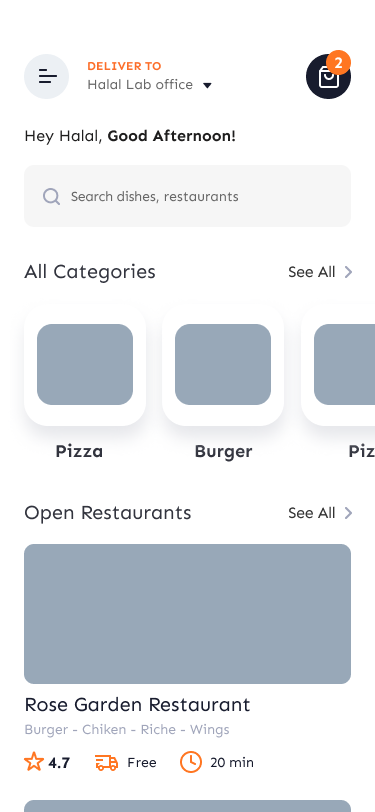 DELIVER TO
Halal Lab office
2
Hey Halal, Good Afternoon!
Search dishes, restaurants
All Categories
See All
Pizza
Burger
Piz
Open Restaurants
See All
Rose Garden Restaurant
Burger - Chiken - Riche - Wings
4.7
Free
20 min